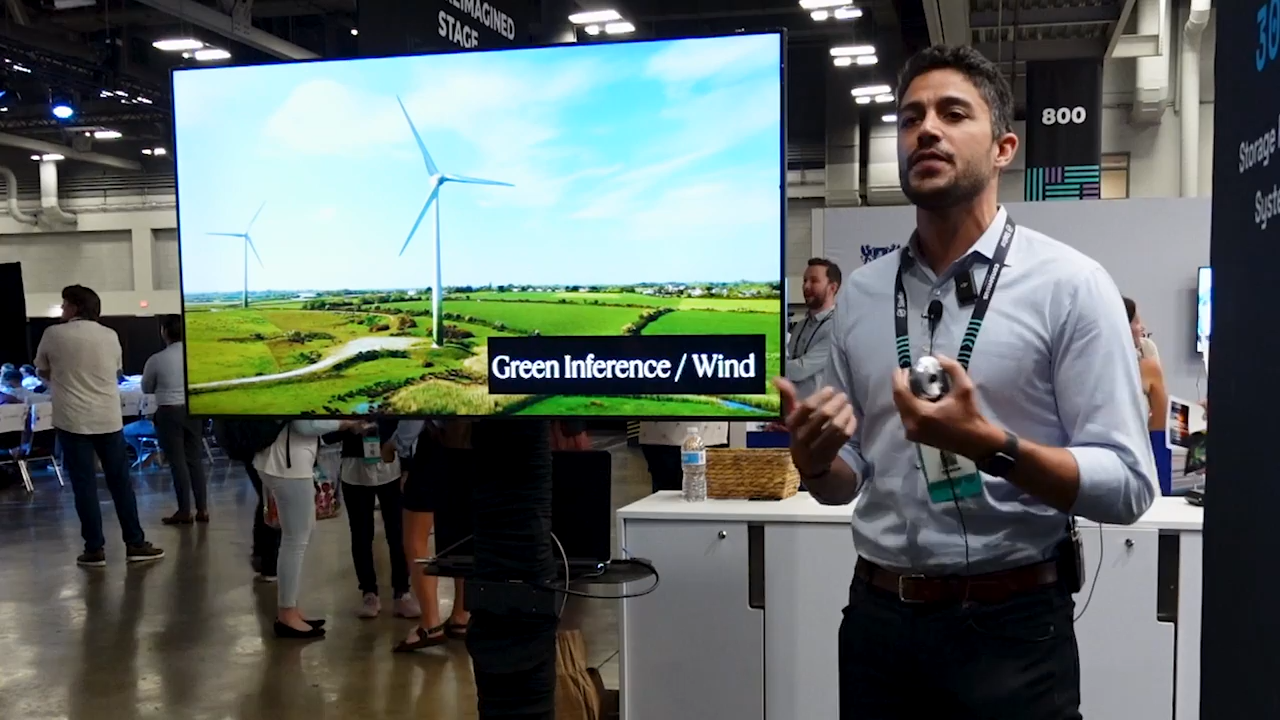 REIMAGINED
STAGE
Green Inference / Wind
800
Storage
Syste